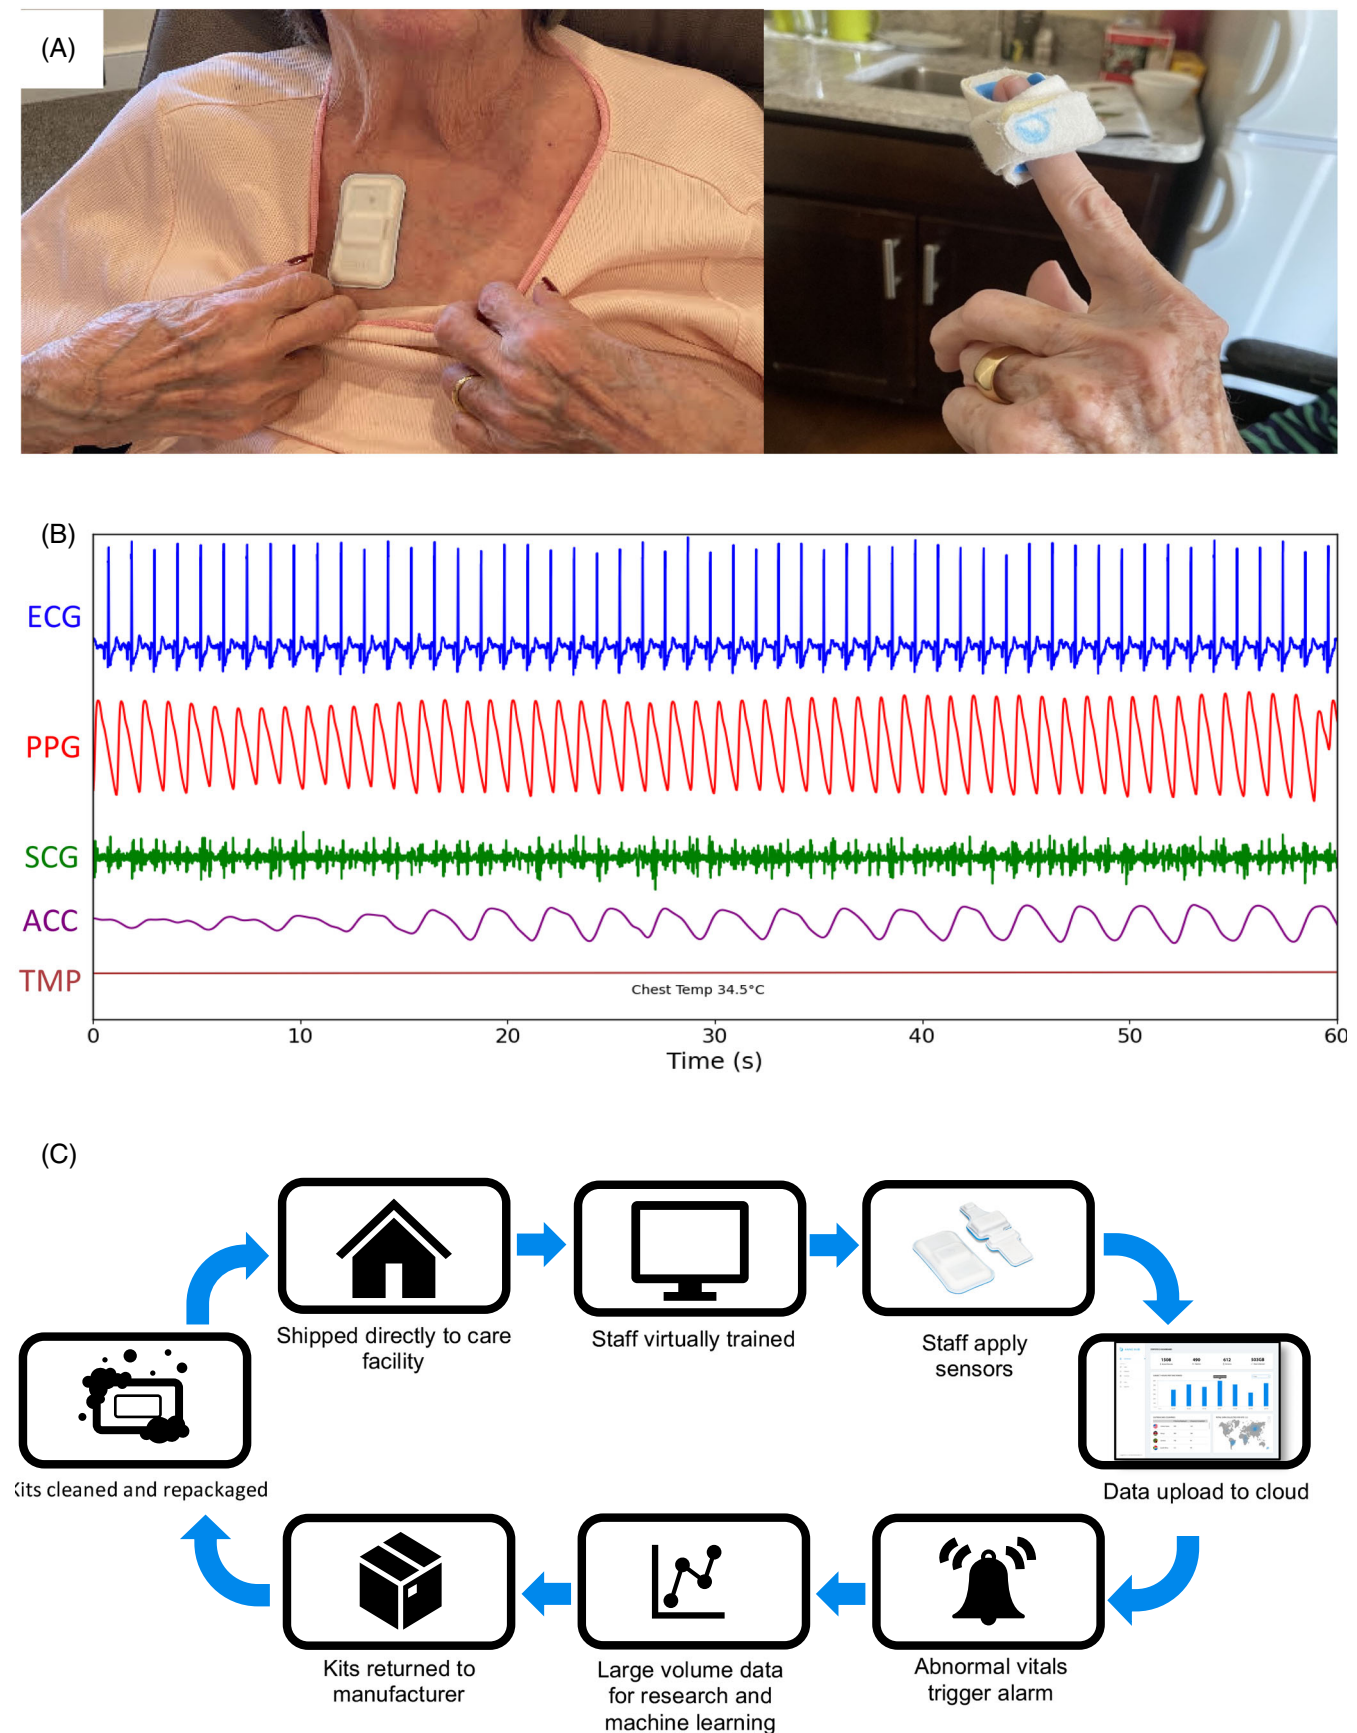 (A)
(B)
ECG
PPG
SCG
ACC
TMP
Chest Temp 34.5°C
0 10 20 30 40 50 60
Time (s)
(C)
Shipped directly to care
facility
Staff virtually trained
Staff apply
sensors
Data upload to cloud
Abnormal vitals
trigger alarm
Large volume data
for research and
machine learning
Kits returned to
manufacturer
Kits cleaned and repackaged